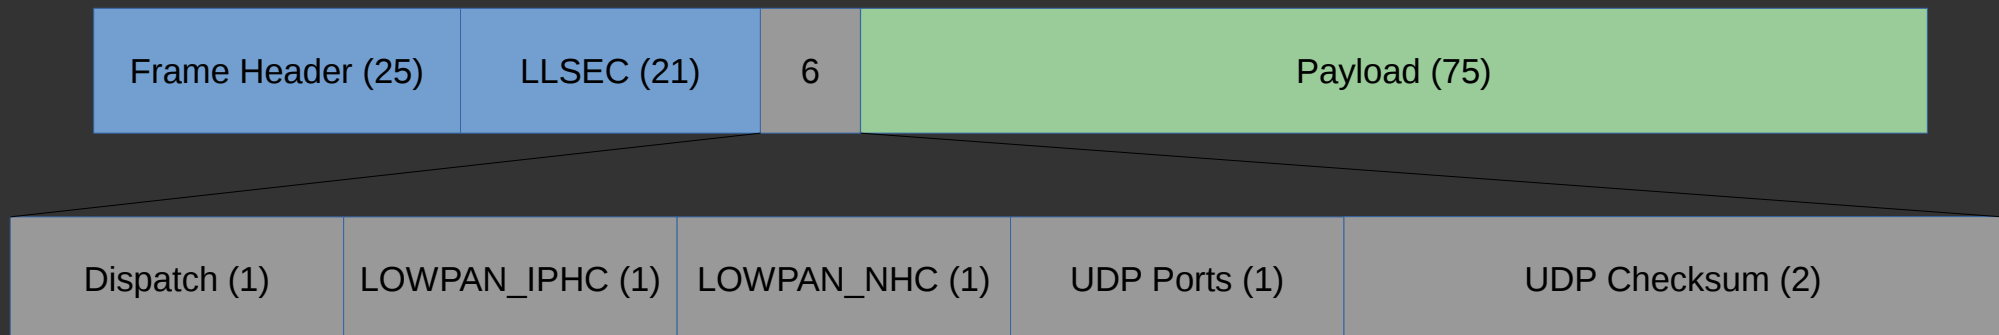 Frame Header (25)
LLSEC (21)
6
Payload (75)
Dispatch (1)
LOWPAN_IPHC (1)
LOWPAN_NHC (1)
UDP Ports (1)
UDP Checksum (2)